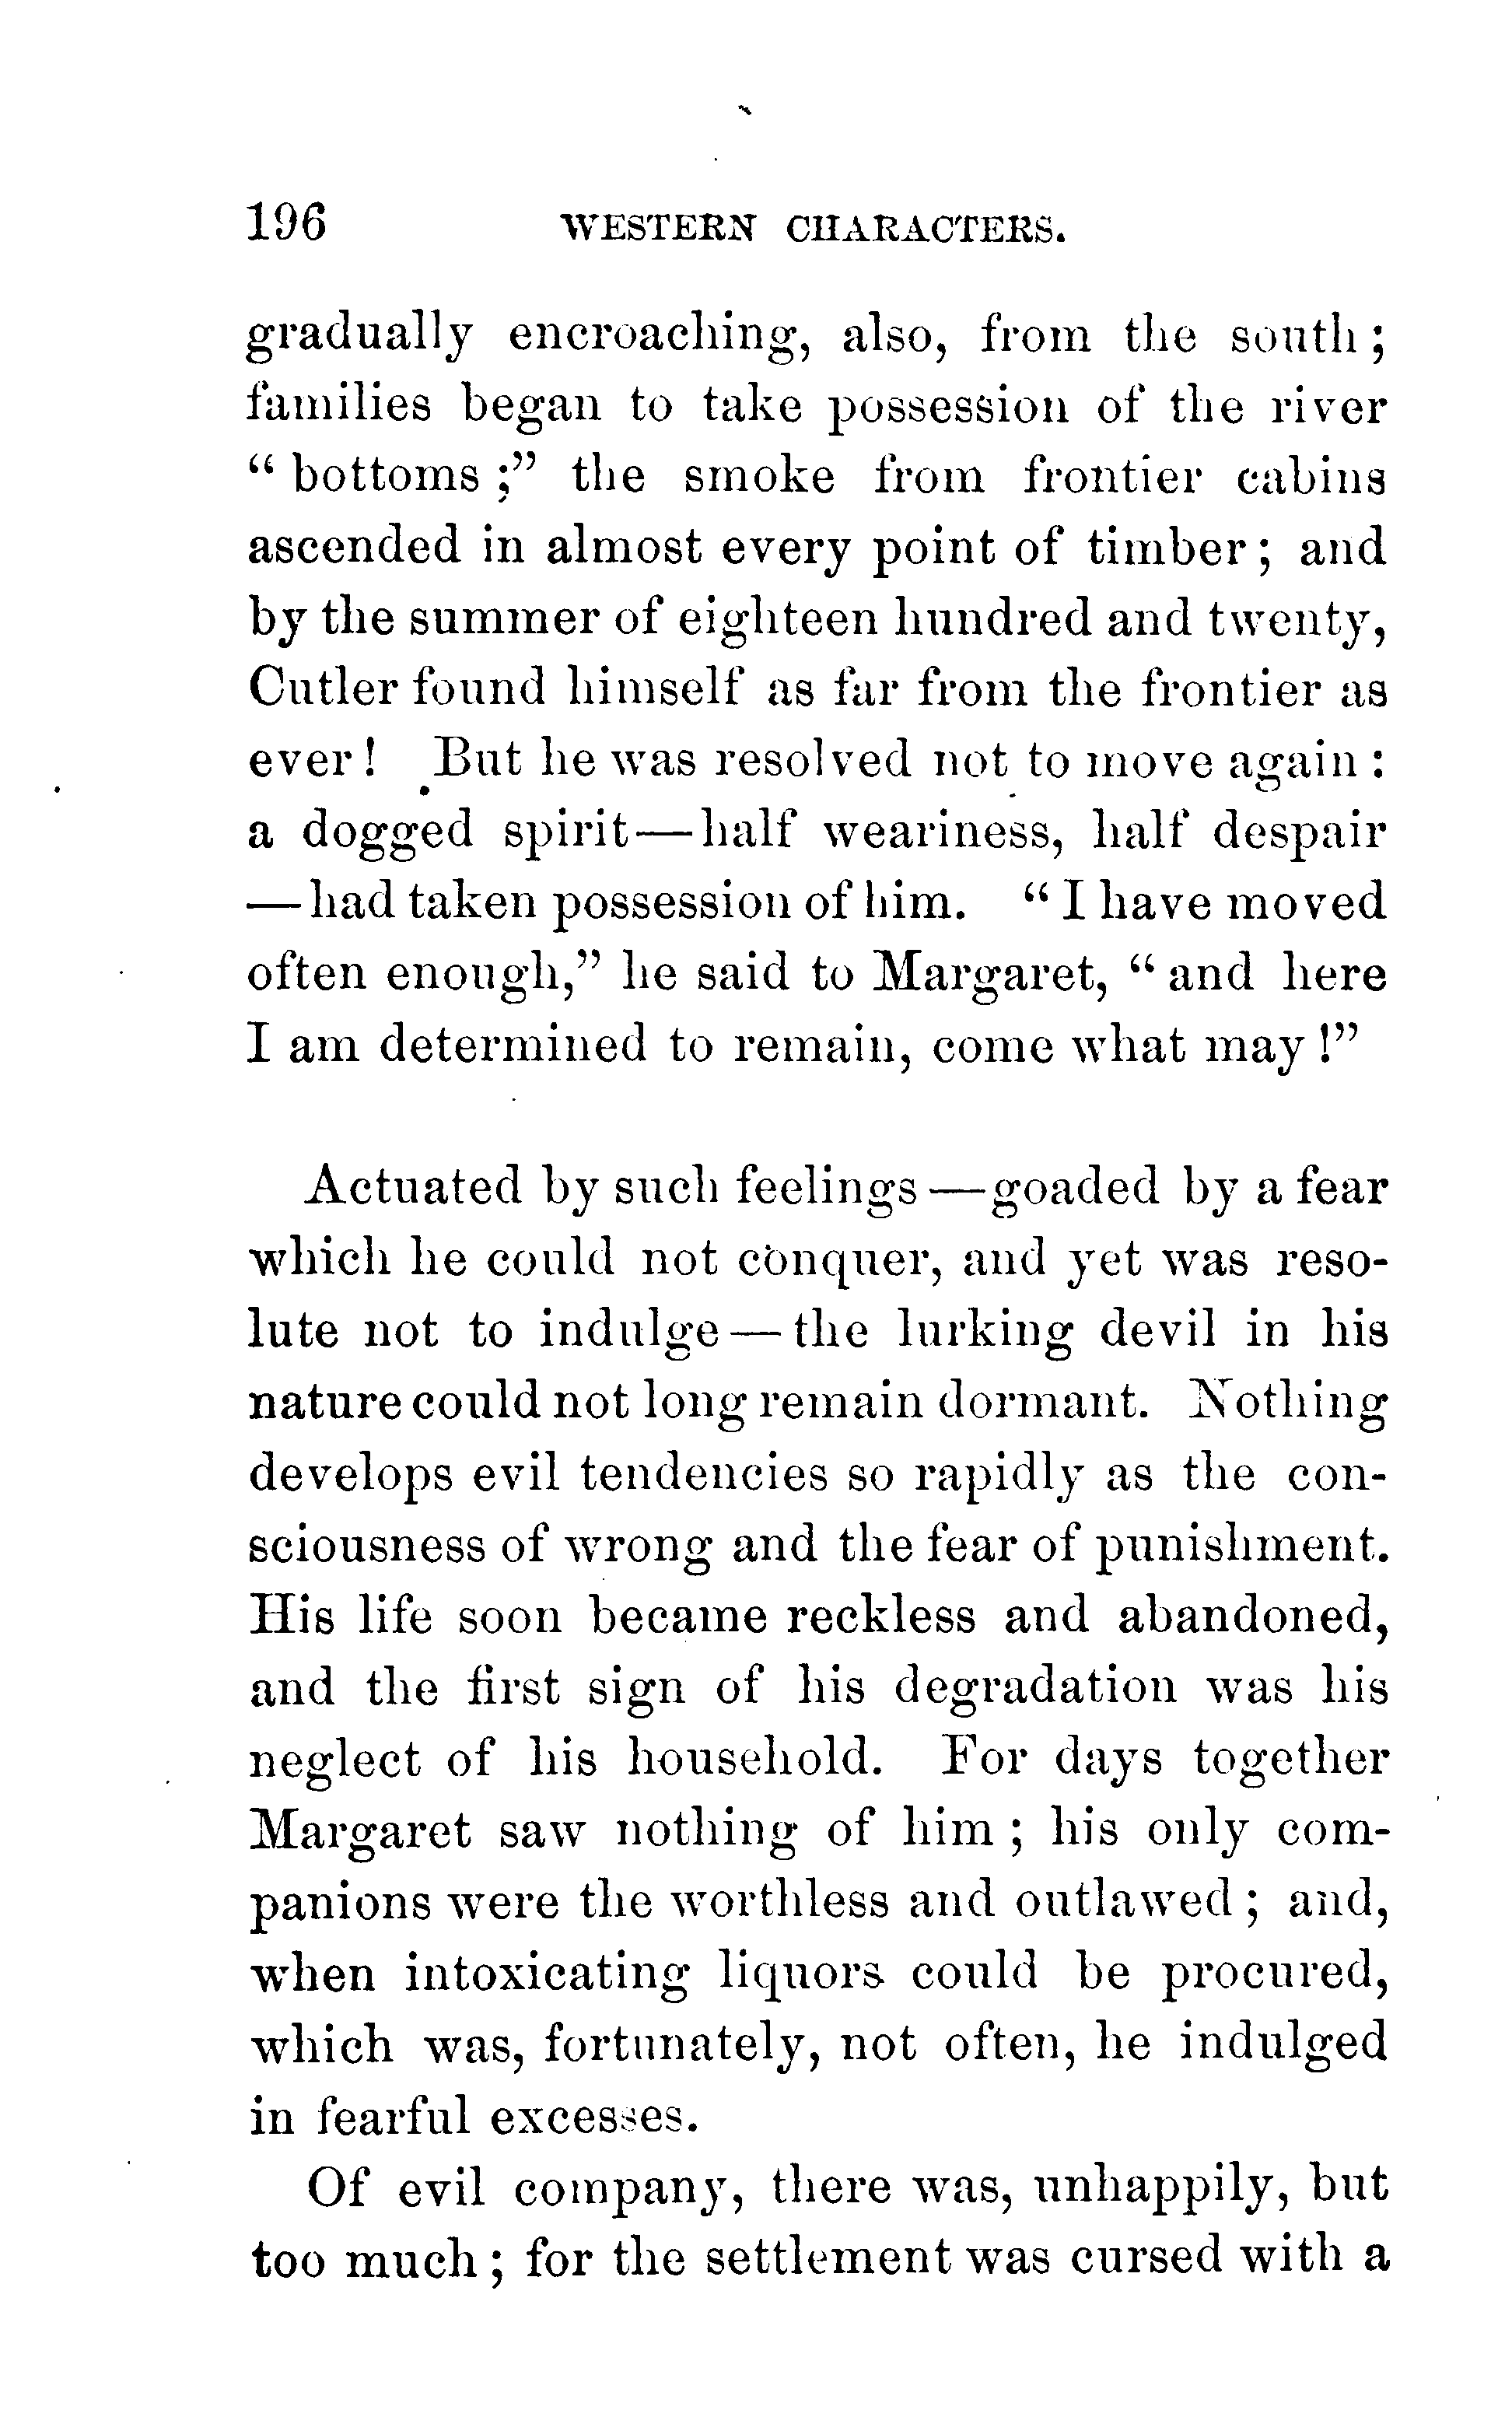 196 WESTERN CHARACTERS.
gradually encroaching, also, from the south;
families began to take possession of the river
"bottoms;" the smoke from frontier cabins
ascended in almost every point of timber; and
by the summer of eighteen hundred and twenty,
Cutler found himself as far from the frontier as
ever! But he was resolved not to move again:
a dogged spirit—half weariness, half despair
—had taken possession of him. "I have moved
often enough," he said to Margaret, "and here
I am determined to remain, come what may!"
Actuated by such feelings—goaded by a fear
which he could not conquer, and yet was reso-
lute not to indulge—the lurking devil in his
nature could not long remain dormant. Nothing
develops evil tendencies so rapidly as the con-
sciousness of wrong and the fear of punishment.
His life soon became reckless and abandoned,
and the first sign of his degradation was his
neglect of his household. For days together
Margaret saw nothing of him; his only com-
panions were the worthless and outlawed; and,
when intoxicating liquors could be procured,
which was, fortunately, not often, he indulged
in fearful excesses.
Of evil company, there was, unhappily, but
too much; for the settlement was cursed with a